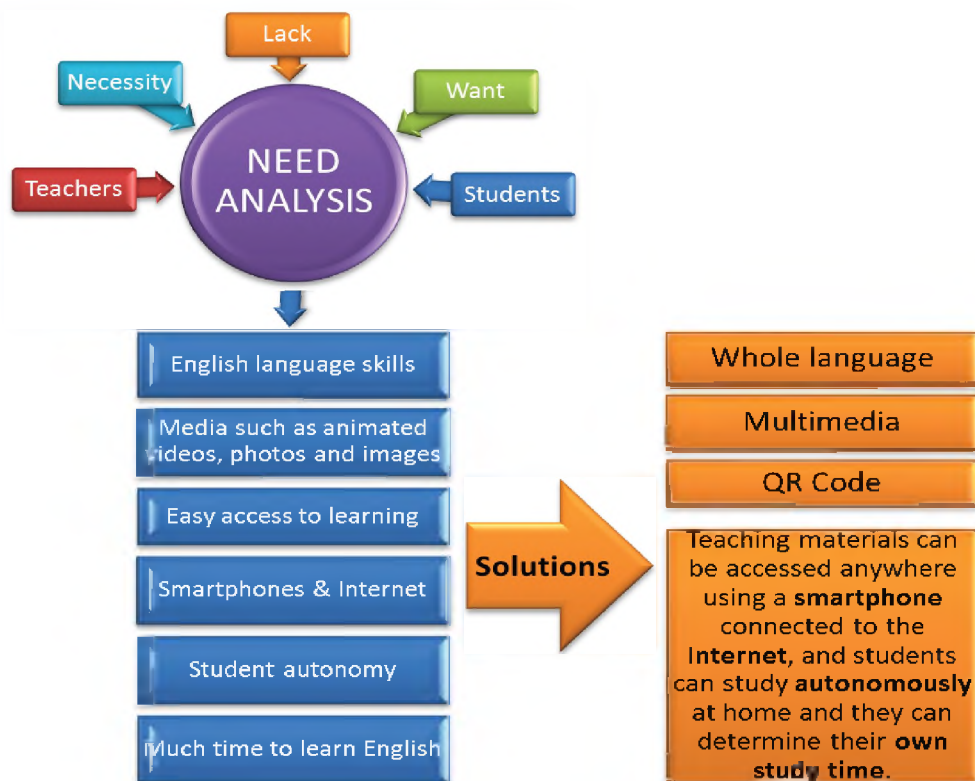 Lack
Necessity
Want
NEED
ANALYSIS
Teachers
Students
English language skills
Media such as animated
videos, photos and images
Easy access to learning
Smartphones & Internet
Student autonomy
Much time to learn English
Solutions
Whole language
Multimedia
QR Code
Teaching materials can
be accessed anywhere
using a smartphone
connected to the
Internet, and students
can study autonomously
at home and they can
determine their own
study time.